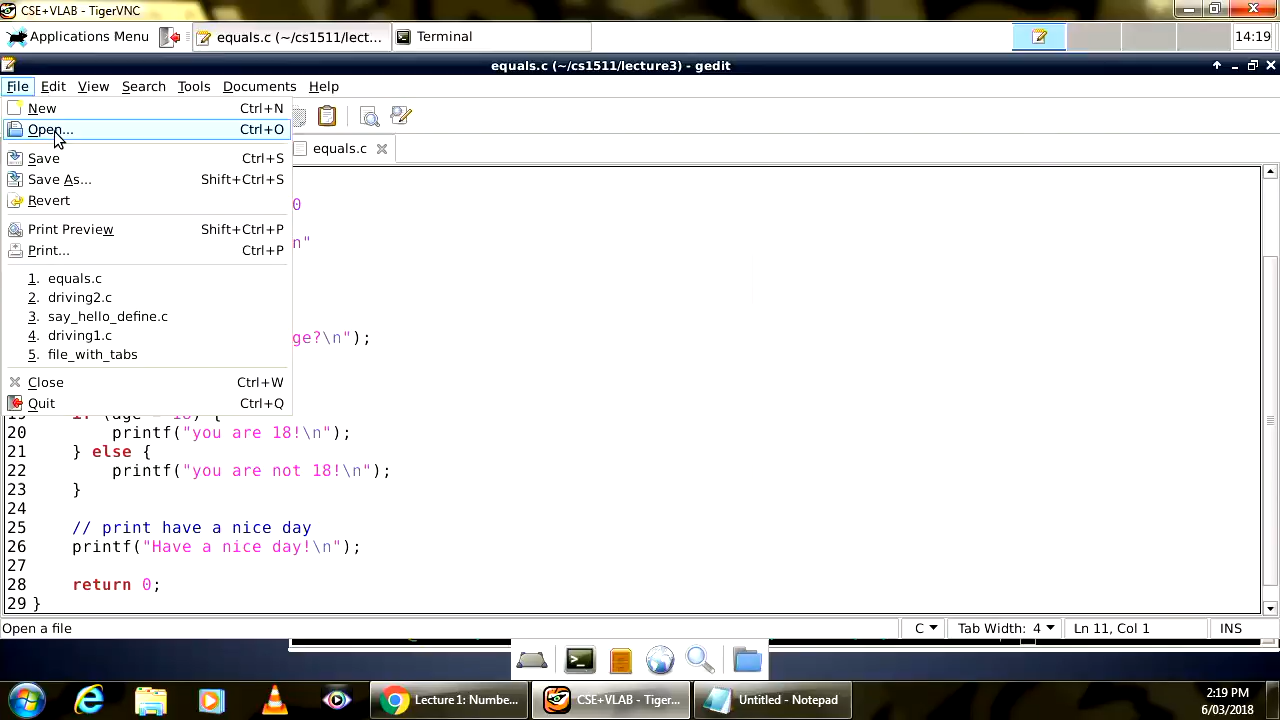 CSE+VLAB - TigerVNC
Applications Menu
equals.c (~/cs1511/lect...
Terminal
14:19
equals.c (~/cs1511/lecture3) - gedit
File Edit View Search Tools Documents Help
New Ctrl+N
Open... Ctrl+O
equals.c
Save Ctrl+S
Save As... Shift+Ctrl+S
Revert
0
Print Preview Shift+Ctrl+P
n"
Print... Ctrl+P
1. equals.c
2. driving2.c
3. say_hello_define.c
4. driving1.c
ge?\n");
5. file_with_tabs
Close Ctrl+W
Quit Ctrl+Q
19 if (age = 18) {
20 printf("you are 18!\n");
21 } else {
22 printf("you are not 18!\n");
23 }
24
25 // print have a nice day
26 printf("Have a nice day!\n");
27
28 return 0;
29 }
Open a file
C
Tab Width: 4
Ln 11, Col 1
INS
Lecture 1: Numbe...
CSE+VLAB - Tiger...
Untitled - Notepad
2:19 PM
6/03/2018